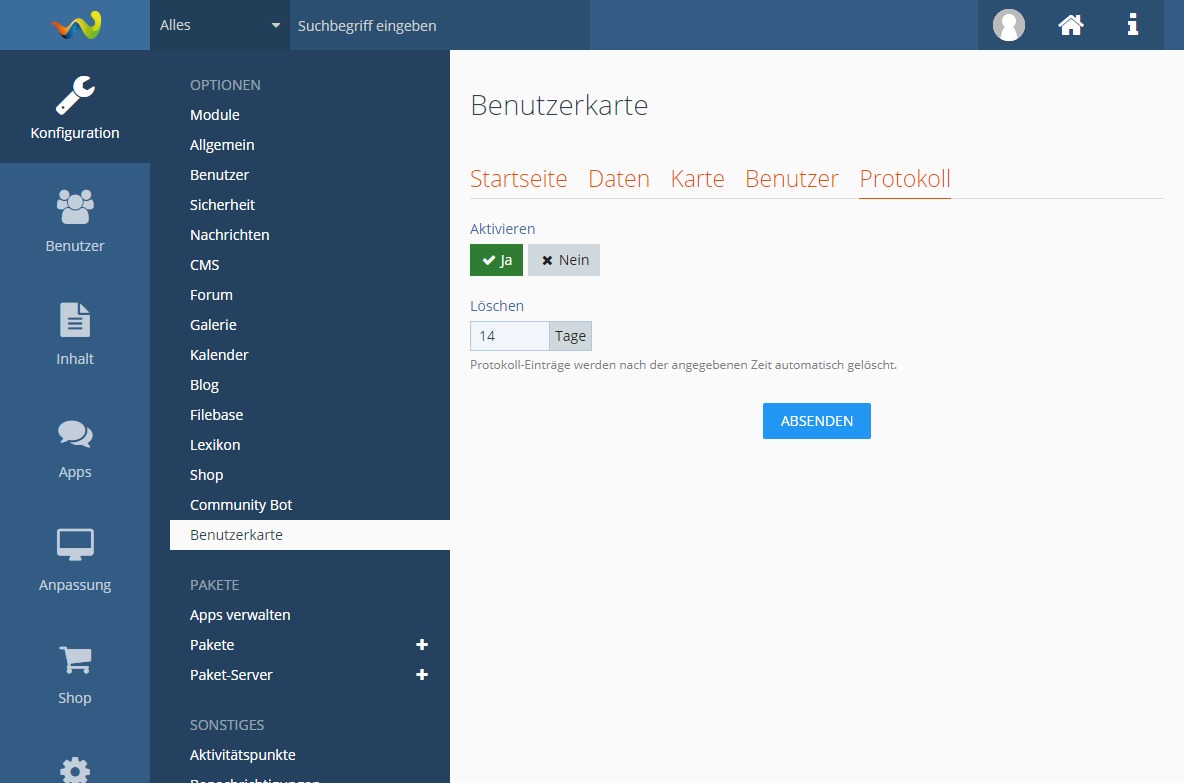 Alles
Suchbegriff eingeben
Konfiguration
Benutzer
Inhalt
Apps
Anpassung
Shop
OPTIONEN
Module
Allgemein
Benutzer
Sicherheit
Nachrichten
CMS
Forum
Galerie
Kalender
Blog
Filebase
Lexikon
Shop
Community Bot
Benutzerkarte
PAKETE
Apps verwalten
Pakete
Paket-Server
SONSTIGES
Aktivitätspunkte
Benachrichtigungen
Benutzerkarte
Startseite Daten Karte Benutzer Protokoll
Aktivieren
Ja Nein
Löschen
14 Tage
Protokoll-Einträge werden nach der angegebenen Zeit automatisch gelöscht.
ABSENDEN